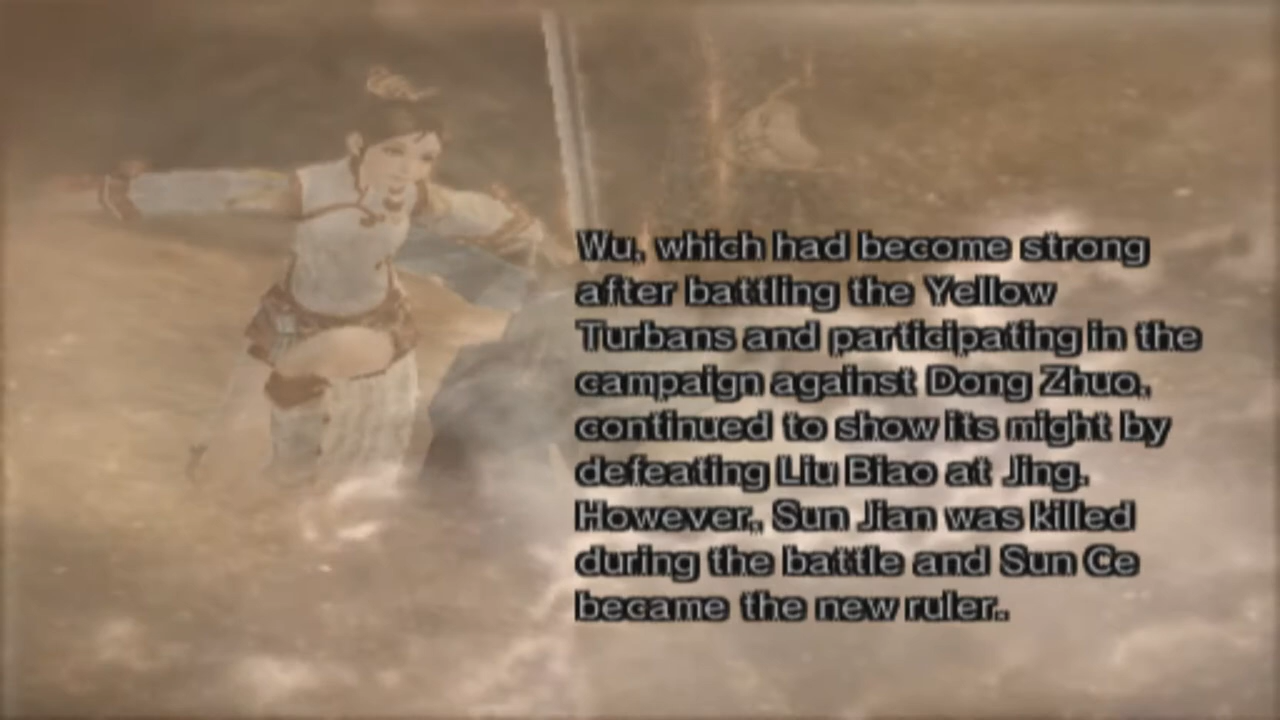 Wu, which had become strong
after battling the Yellow
Turbans and participating in the
campaign against Dong Zhuo,
continued to show its might by
defeating Liu Biao at Jing.
However, Sun Jian was killed
during the battle and Sun Ce
became the new ruler.